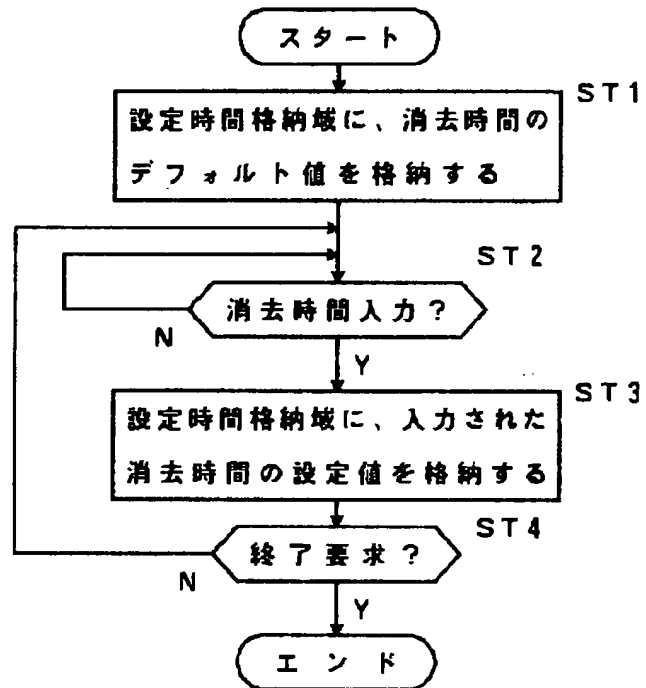 スタート
ST1
設定時間格納域に、消去時間の
デフォルト値を格納する
ST2
消去時間入力?
N
Y
ST3
設定時間格納域に、入力された
消去時間の設定値を格納する
ST4
終了要求?
N
Y
エンド